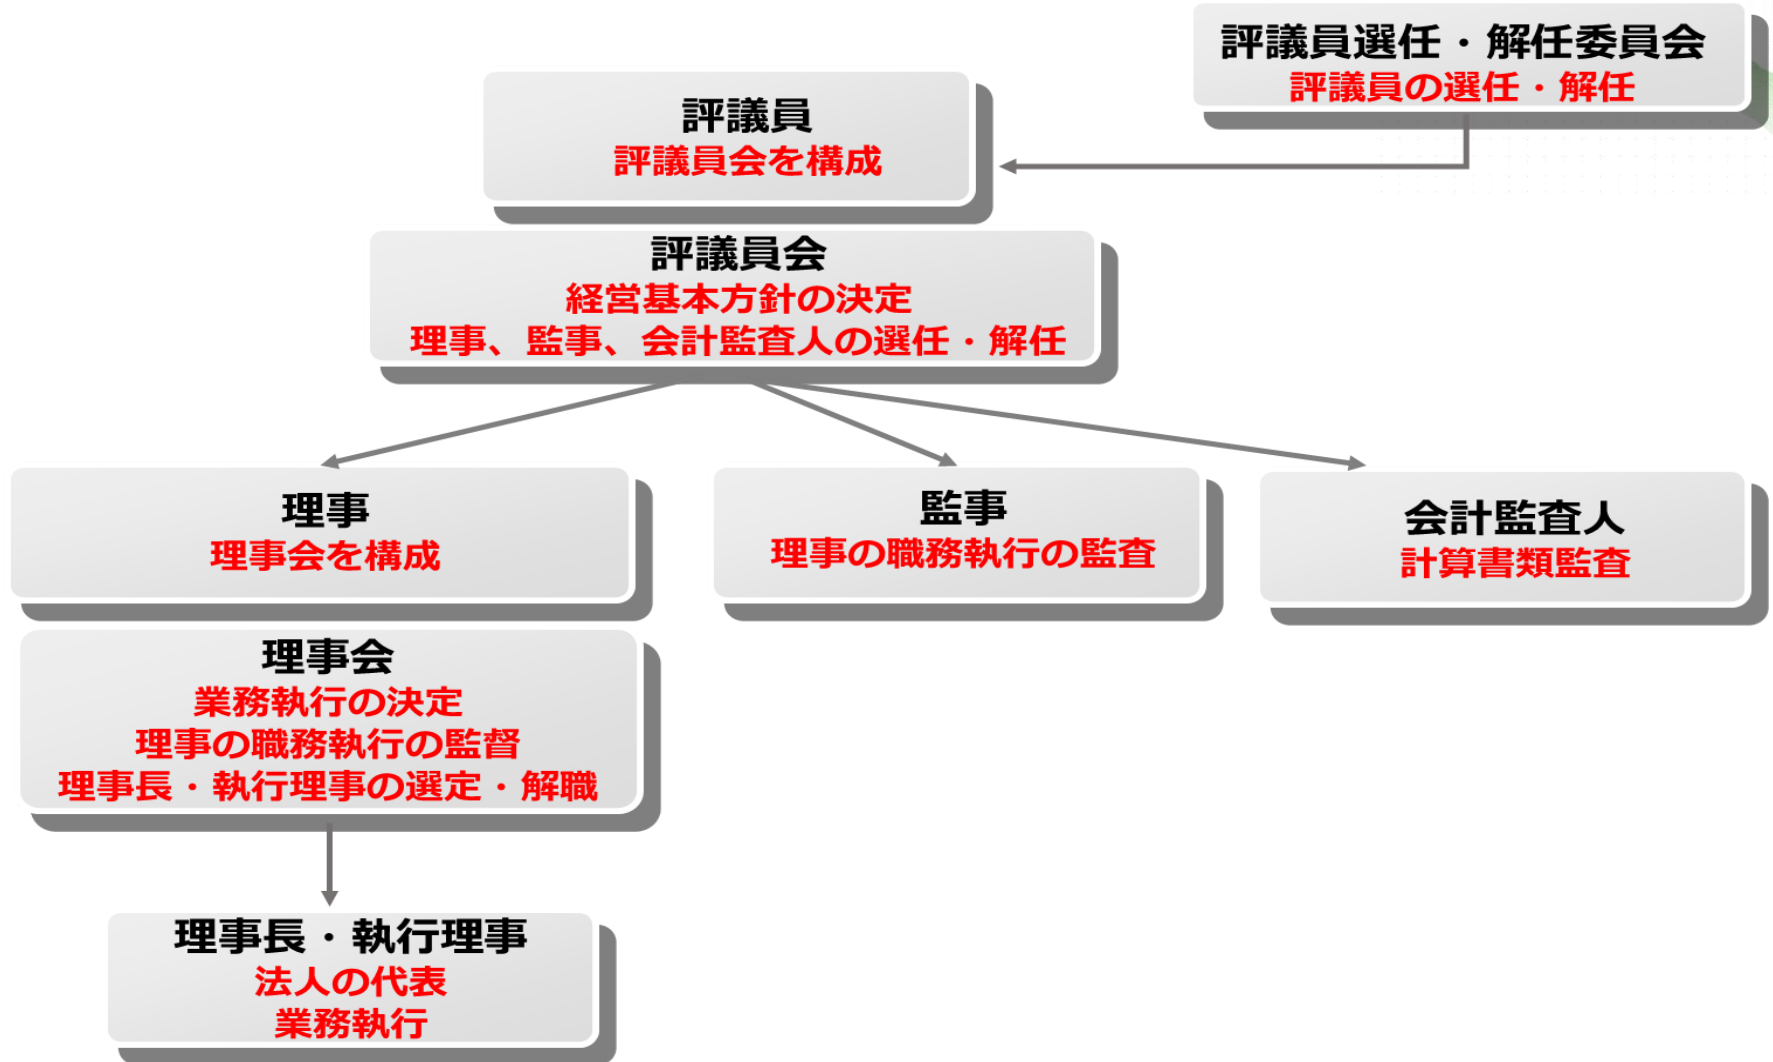 評議員選任・解任委員会
評議員の選任・解任
評議員
評議員会を構成
評議員会
経営基本方針の決定
理事、監事、会計監査人の選任・解任
理事
理事会を構成
監事
理事の職務執行の監査
会計監査人
計算書類監査
理事会
業務執行の決定
理事の職務執行の監督
理事長・執行理事の選定・解職
理事長・執行理事
法人の代表
業務執行